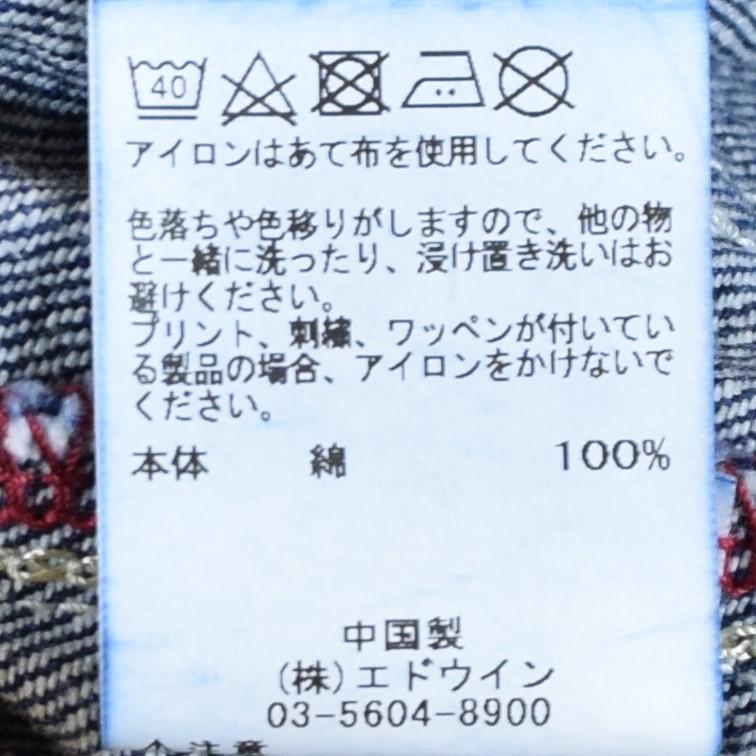 40
アイロンはあて布を使用してください。
色落ちや色移りがしますので、他の物
と一緒に洗ったり、浸け置き洗いはお
避けください。
プリント、刺繍、ワッペンが付いてい
る製品の場合、アイロンをかけないで
ください。
本体 綿 100%
中国製
(株)エドウイン
03-5604-8900
注意